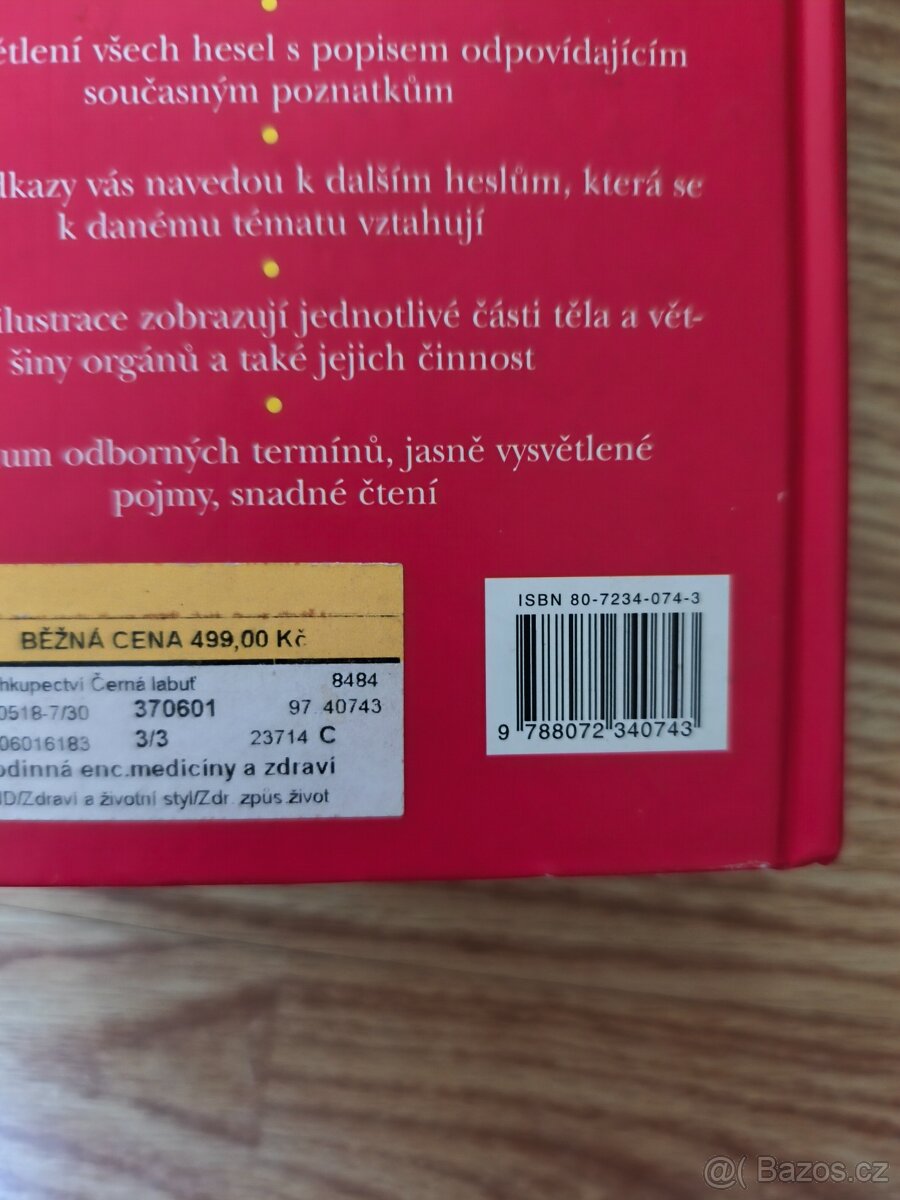 ětlení všech hesel s popisem odpovídajícím
současným poznatkům
dkazy vás navedou k dalším heslům, která se
k danému tématu vztahují
ilustrace zobrazují jednotlivé části těla a vět-
šiny orgánů a také jejich činnost
um odborných termínů, jasně vysvětlené
pojmy, snadné čtení
BĚŽNÁ CENA 499,00 Kč
hkupectví Černá labuť 8484
0518-7/30 370601 97 40743
06016183 3/3 23714 C
odinná enc.medicíny a zdraví
D/Zdraví a životní styl/Zdr. způs.život
ISBN 80-7234-074-3
9 788072 340743
@( Bazos.cz